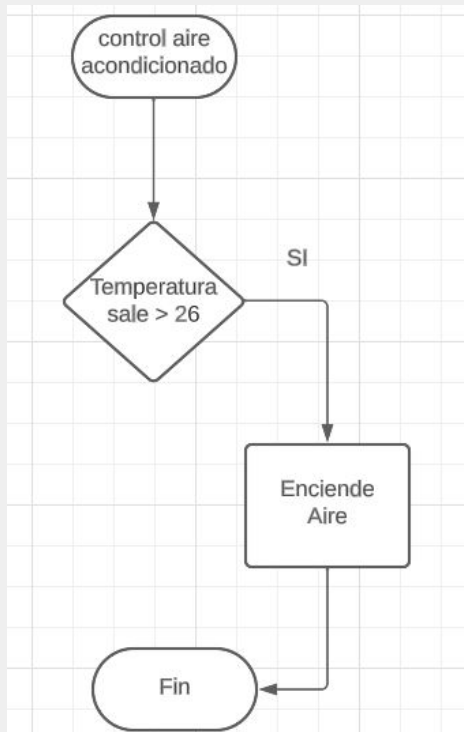 control aire
acondicionado
SI
Temperatura
sale > 26
Enciende
Aire
Fin